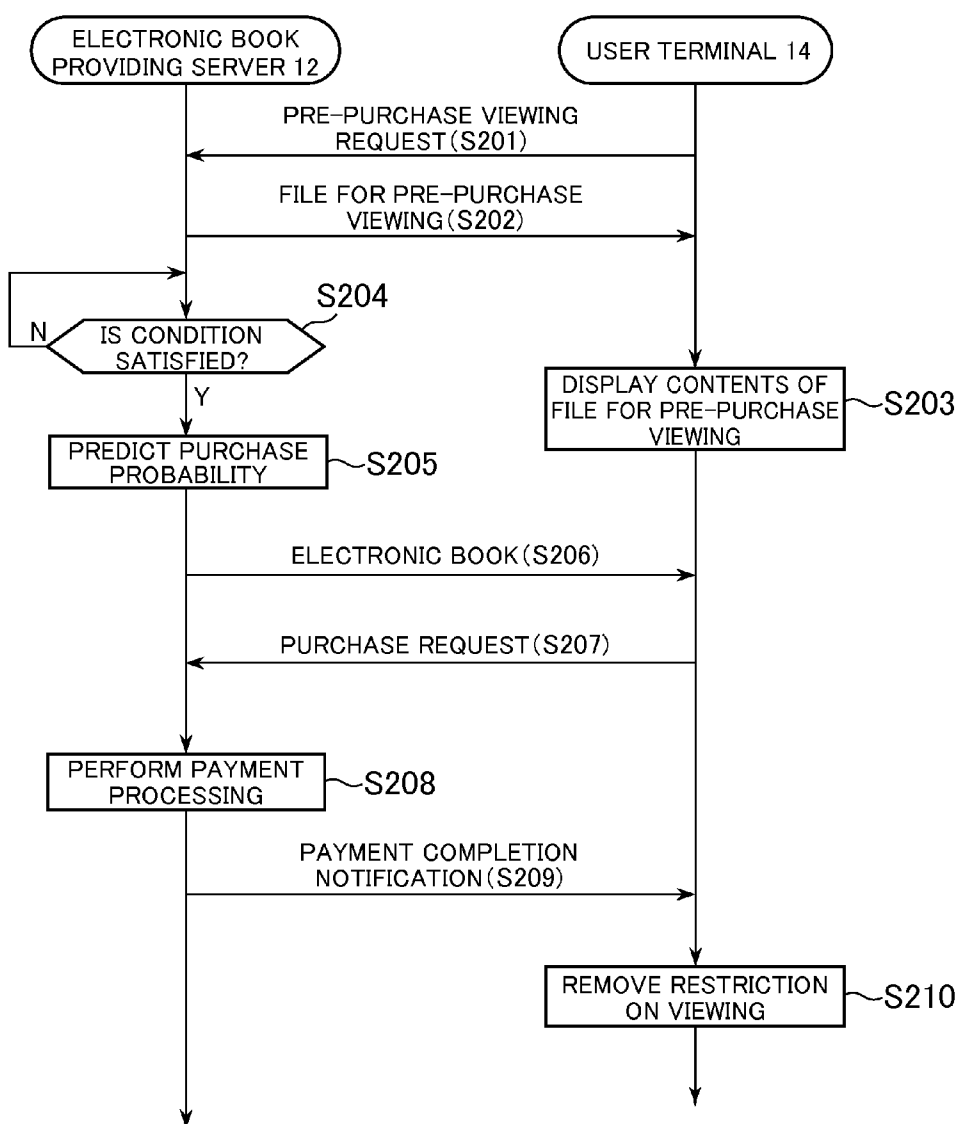 ELECTRONIC BOOK
PROVIDING SERVER 12
USER TERMINAL 14
PRE-PURCHASE VIEWING
REQUEST(S201)
FILE FOR PRE-PURCHASE
VIEWING(S202)
S204
N
IS CONDITION
SATISFIED?
Y
DISPLAY CONTENTS OF
FILE FOR PRE-PURCHASE
VIEWING
S203
PREDICT PURCHASE
PROBABILITY
S205
ELECTRONIC BOOK(S206)
PURCHASE REQUEST(S207)
PERFORM PAYMENT
PROCESSING
S208
PAYMENT COMPLETION
NOTIFICATION(S209)
REMOVE RESTRICTION
ON VIEWING
S210